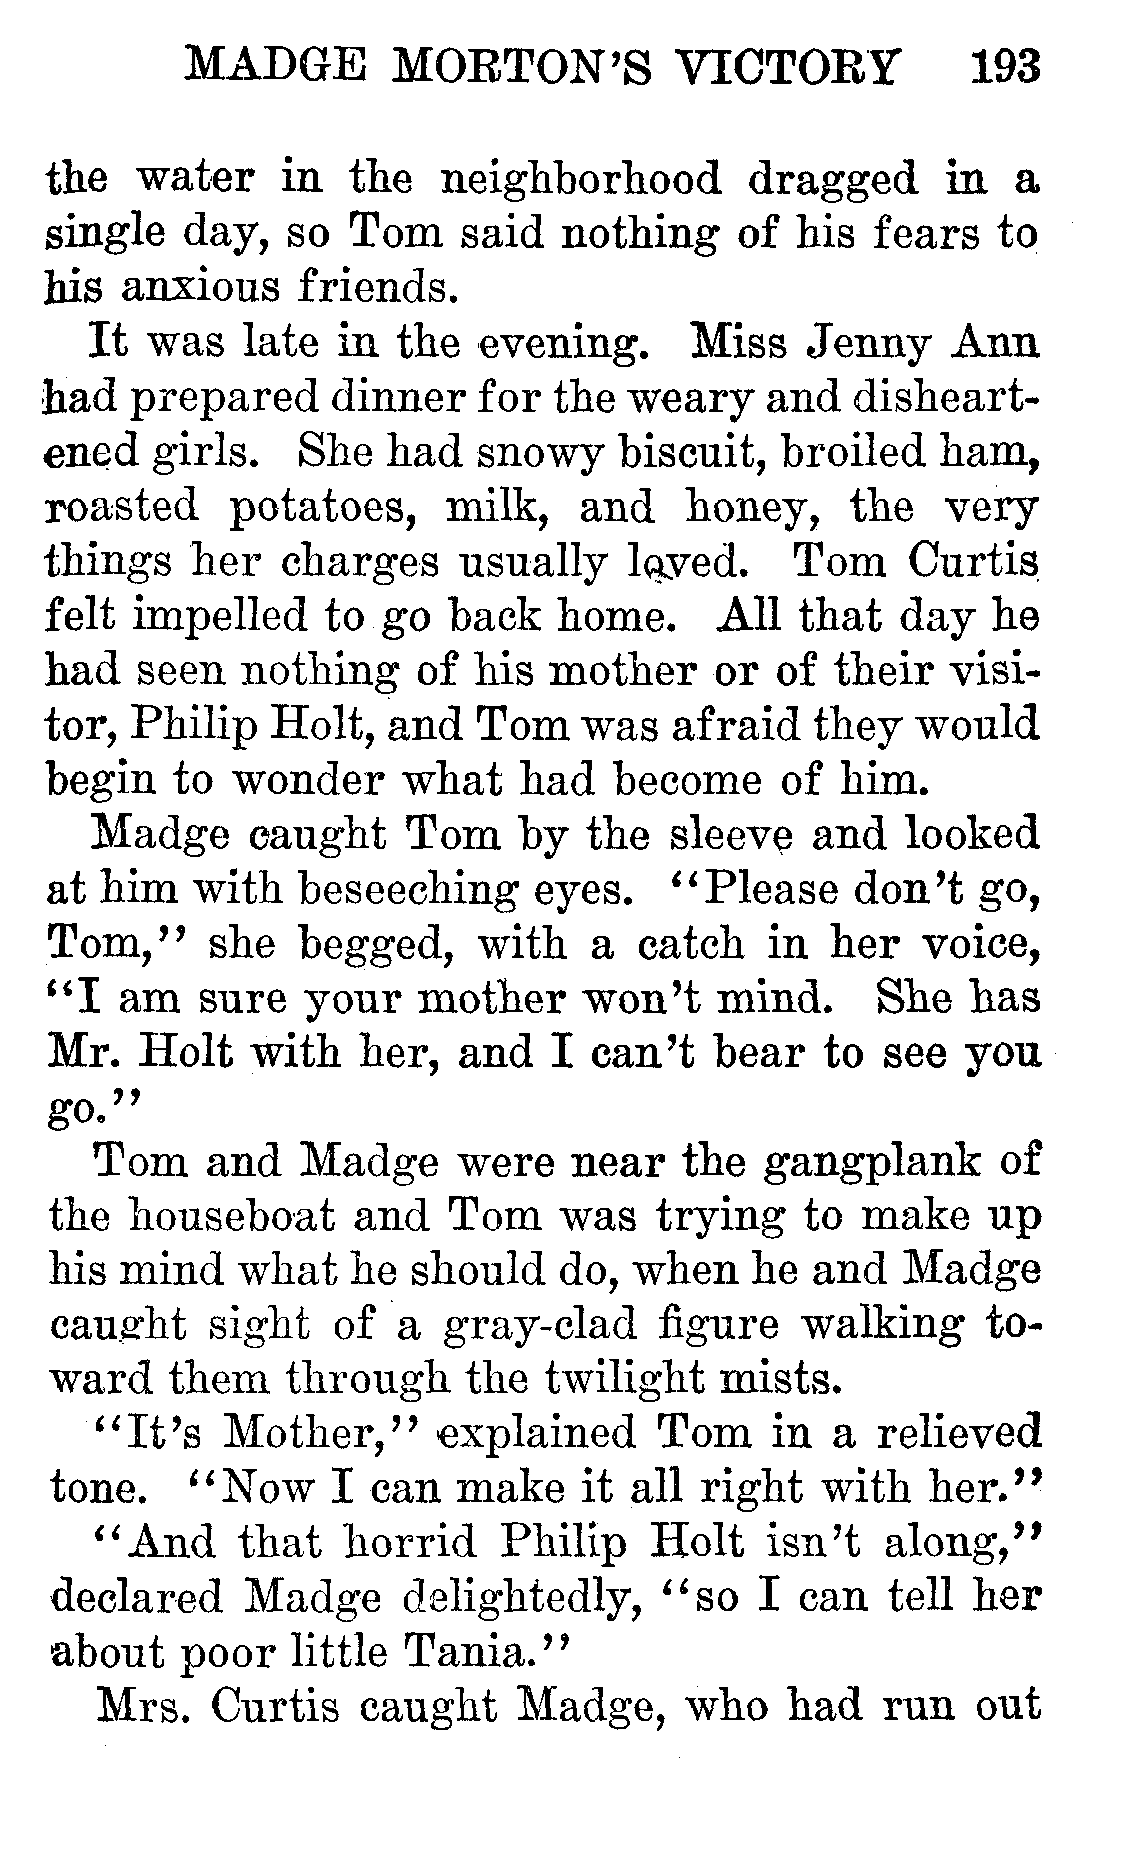 MADGE MORTON'S VICTORY 193
the water in the neighborhood dragged in a
single day, so Tom said nothing of his fears to
his anxious friends.
It was late in the evening. Miss Jenny Ann
had prepared dinner for the weary and disheart-
ened girls. She had snowy biscuit, broiled ham,
roasted potatoes, milk, and honey, the very
things her charges usually loved. Tom Curtis
felt impelled to go back home. All that day he
had seen nothing of his mother or of their visi-
tor, Philip Holt, and Tom was afraid they would
begin to wonder what had become of him.
Madge caught Tom by the sleeve and looked
at him with beseeching eyes. "Please don't go,
Tom," she begged, with a catch in her voice,
"I am sure your mother won't mind. She has
Mr. Holt with her, and I can't bear to see you
go."
Tom and Madge were near the gangplank of
the houseboat and Tom was trying to make up
his mind what he should do, when he and Madge
caught sight of a gray-clad figure walking to-
ward them through the twilight mists.
"It's Mother," explained Tom in a relieved
tone. "Now I can make it all right with her."
"And that horrid Philip Holt isn't along,"
declared Madge delightedly, "so I can tell her
about poor little Tania."
Mrs. Curtis caught Madge, who had run out